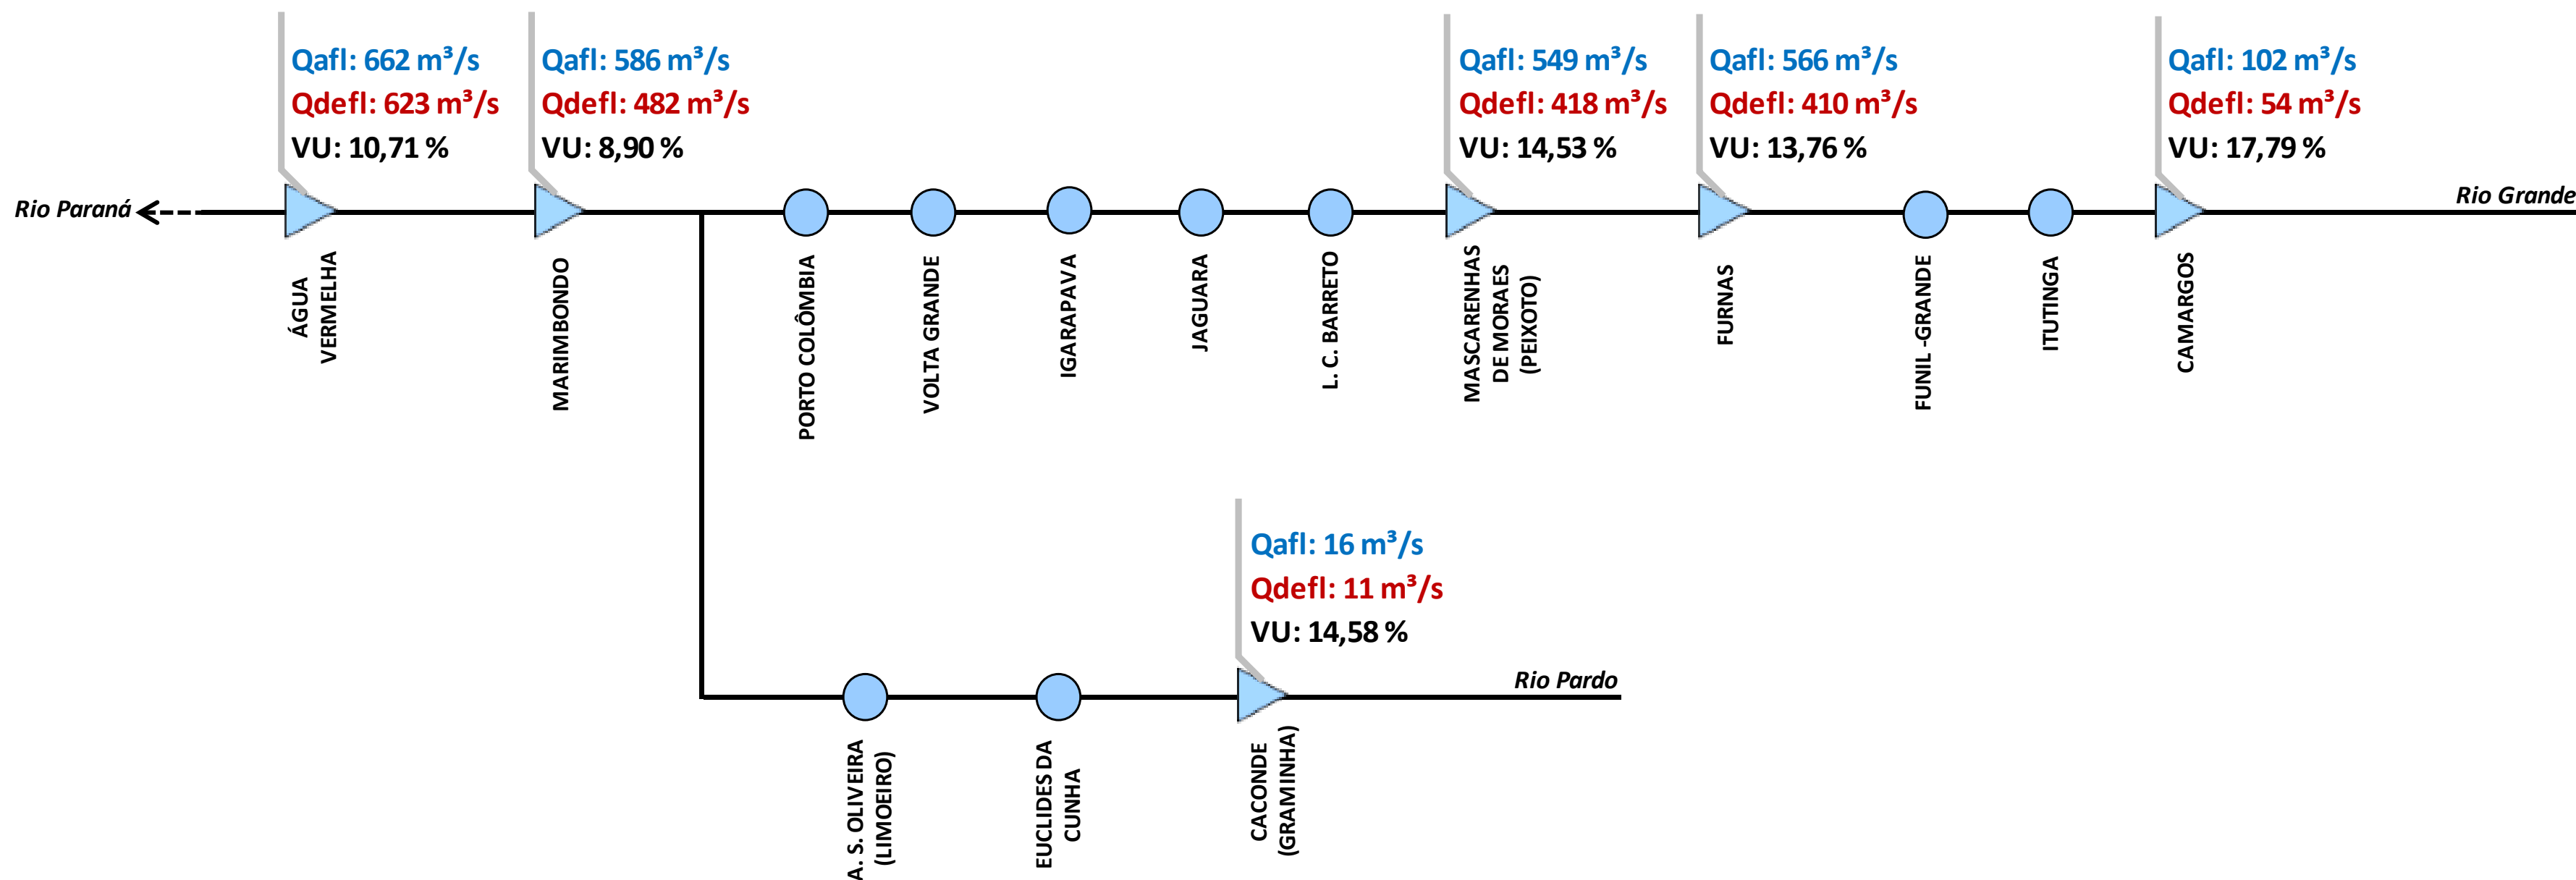 Qafl: 662 m³/s
Qdefl: 623 m³/s
VU: 10,71 %
Qafl: 586 m³/s
Qdefl: 482 m³/s
VU: 8,90 %
Qafl: 549 m³/s
Qdefl: 418 m³/s
VU: 14,53 %
Qafl: 566 m³/s
Qdefl: 410 m³/s
VU: 13,76 %
Qafl: 102 m³/s
Qdefl: 54 m³/s
VU: 17,79 %
Rio Paraná
Rio Grande
ÁGUA
VERMELHA
MARIMBONDO
PORTO COLÔMBIA
VOLTA GRANDE
IGARAPAVA
JAGUARA
L. C. BARRETO
MASCARENHAS
DE MORAES
(PEIXOTO)
FURNAS
FUNIL -GRANDE
ITUTINGA
CAMARGOS
Qafl: 16 m³/s
Qdefl: 11 m³/s
VU: 14,58 %
Rio Pardo
A. S. OLIVEIRA
(LIMOEIRO)
EUCLIDES DA
CUNHA
CACONDE
(GRAMINHA)